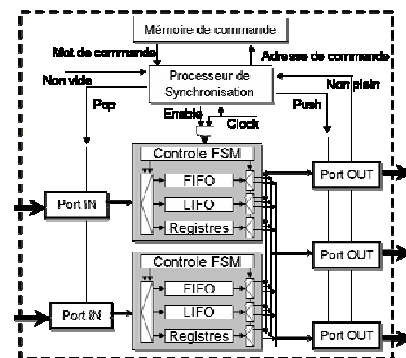 Mémoire de commande
Mot de commande
Adresse de commande
Non vide
Processeur de Synchronisation
Non plein
Pop
Enable
Push
Clock
Controle FSM
FIFO
LIFO
Registres
Port IN
Port OUT
Port OUT
Controle FSM
FIFO
LIFO
Registres
Port IN
Port OUT